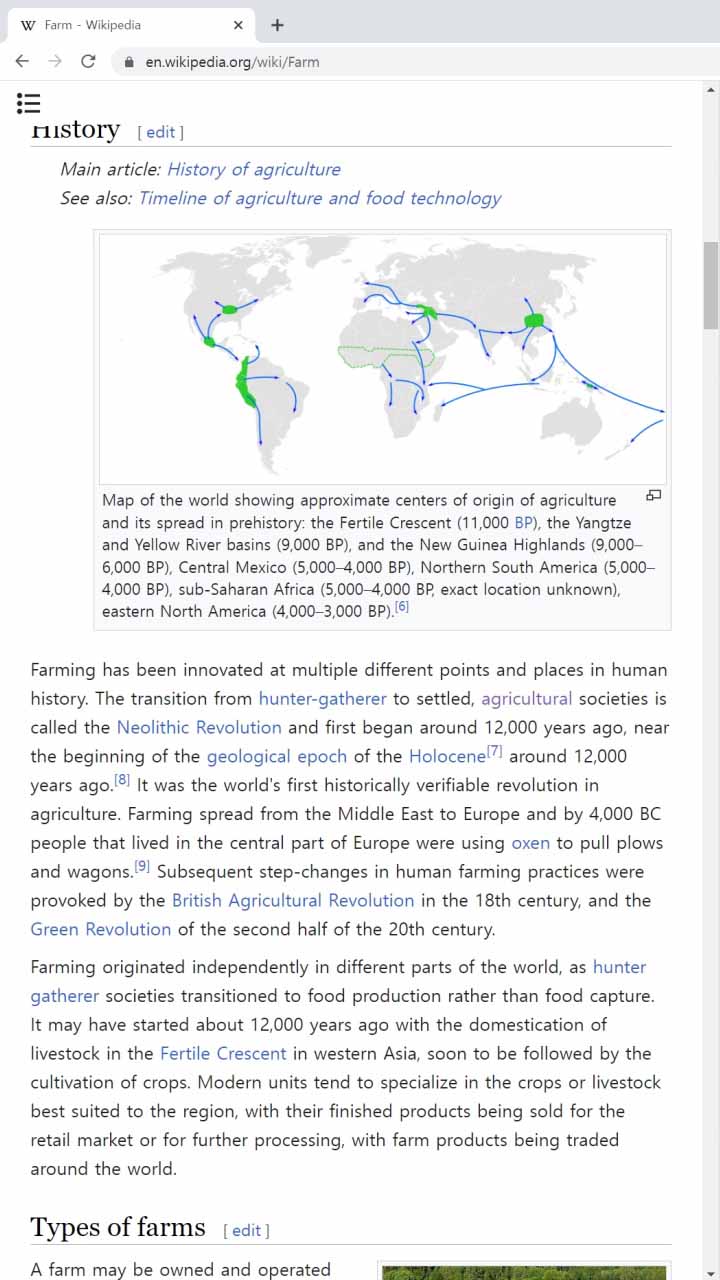 Farm - Wikipedia
en.wikipedia.org/wiki/Farm
History [ edit ]
Main article: History of agriculture
See also: Timeline of agriculture and food technology
Map of the world showing approximate centers of origin of agriculture
and its spread in prehistory: the Fertile Crescent (11,000 BP), the Yangtze
and Yellow River basins (9,000 BP), and the New Guinea Highlands (9,000–
6,000 BP), Central Mexico (5,000–4,000 BP), Northern South America (5,000–
4,000 BP), sub-Saharan Africa (5,000–4,000 BP, exact location unknown),
eastern North America (4,000–3,000 BP).[6]
Farming has been innovated at multiple different points and places in human
history. The transition from hunter-gatherer to settled, agricultural societies is
called the Neolithic Revolution and first began around 12,000 years ago, near
the beginning of the geological epoch of the Holocene[7] around 12,000
years ago.[8] It was the world's first historically verifiable revolution in
agriculture. Farming spread from the Middle East to Europe and by 4,000 BC
people that lived in the central part of Europe were using oxen to pull plows
and wagons.[9] Subsequent step-changes in human farming practices were
provoked by the British Agricultural Revolution in the 18th century, and the
Green Revolution of the second half of the 20th century.
Farming originated independently in different parts of the world, as hunter
gatherer societies transitioned to food production rather than food capture.
It may have started about 12,000 years ago with the domestication of
livestock in the Fertile Crescent in western Asia, soon to be followed by the
cultivation of crops. Modern units tend to specialize in the crops or livestock
best suited to the region, with their finished products being sold for the
retail market or for further processing, with farm products being traded
around the world.
Types of farms [ edit ]
A farm may be owned and operated